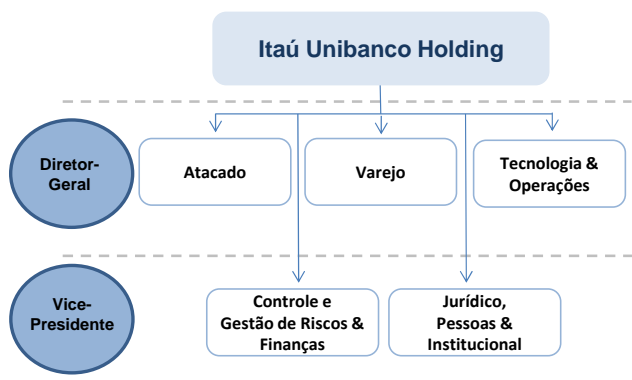 Itaú Unibanco Holding
Diretor-
Geral
Atacado
Varejo
Tecnologia &
Operações
Vice-
Presidente
Controle e
Gestão de Riscos &
Finanças
Jurídico,
Pessoas &
Institucional